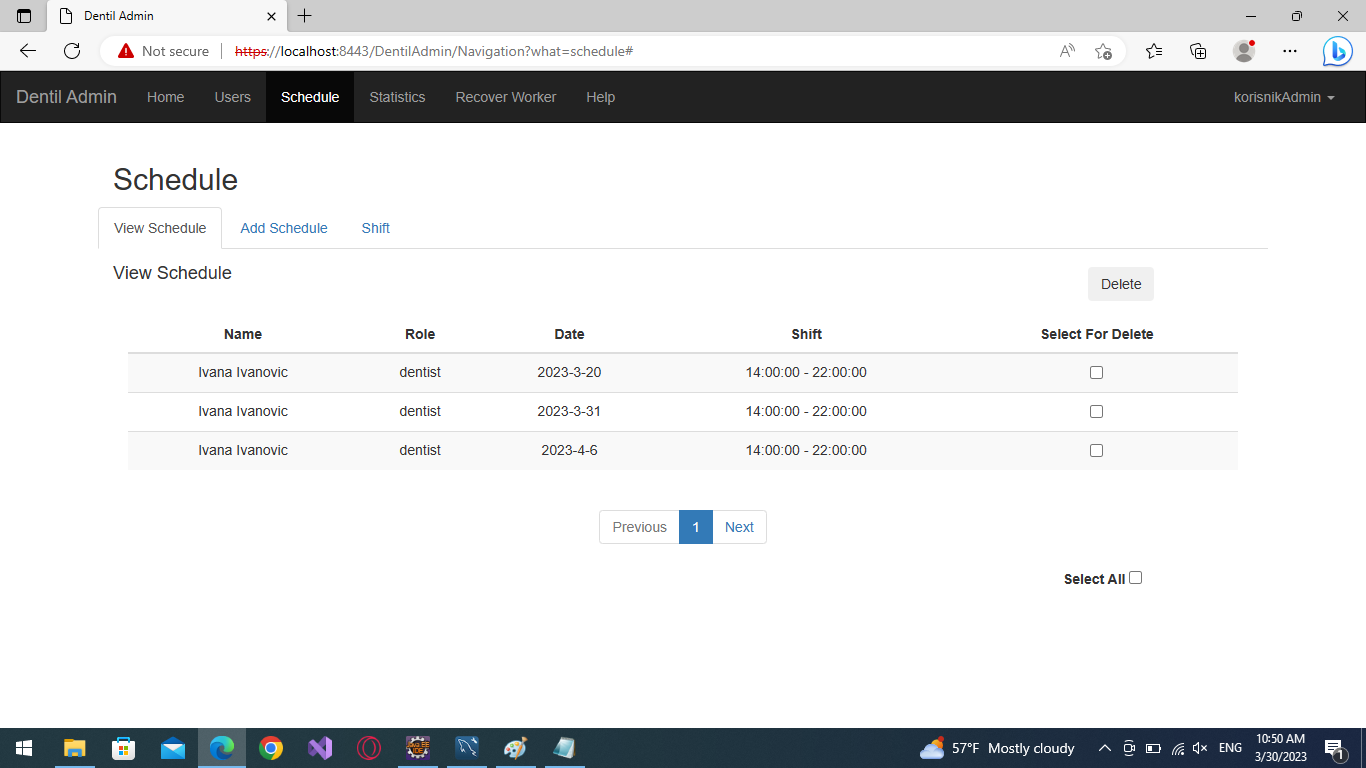 Dentil Admin
Not secure https://localhost:8443/DentilAdmin/Navigation?what=schedule#
Dentil Admin Home Users Schedule Statistics Recover Worker Help korisnikAdmin
Schedule
View Schedule Add Schedule Shift
View Schedule Delete
Name Role Date Shift Select For Delete
Ivana Ivanovic dentist 2023-3-20 14:00:00 - 22:00:00
Ivana Ivanovic dentist 2023-3-31 14:00:00 - 22:00:00
Ivana Ivanovic dentist 2023-4-6 14:00:00 - 22:00:00
Previous 1 Next
Select All
57°F Mostly cloudy ENG 10:50 AM
3/30/2023 1